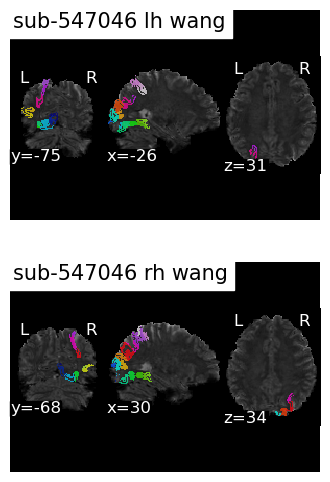 sub-547046 lh wang
L R
L R
y=-75 x=-26
z=31
sub-547046 rh wang
L R
L R
y=-68 x=30
z=34